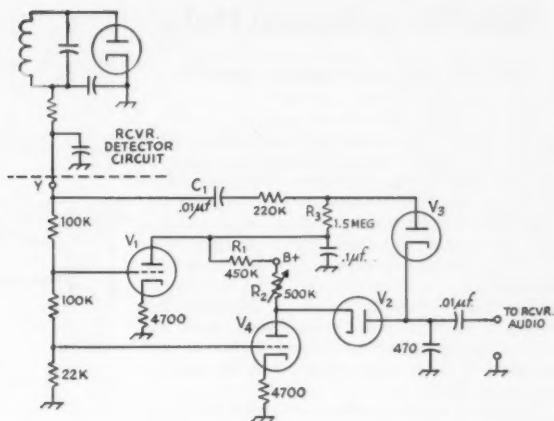 RCVR.
DETECTOR
CIRCUIT
Y
C1
.01µf
220K
R3
1.5 MEG
V3
100K
V1
R1
450K
B+
.1µf.
R2
500K
V2
.01µf.
4700
100K
V4
TO RCVR.
AUDIO
470
22K
4700